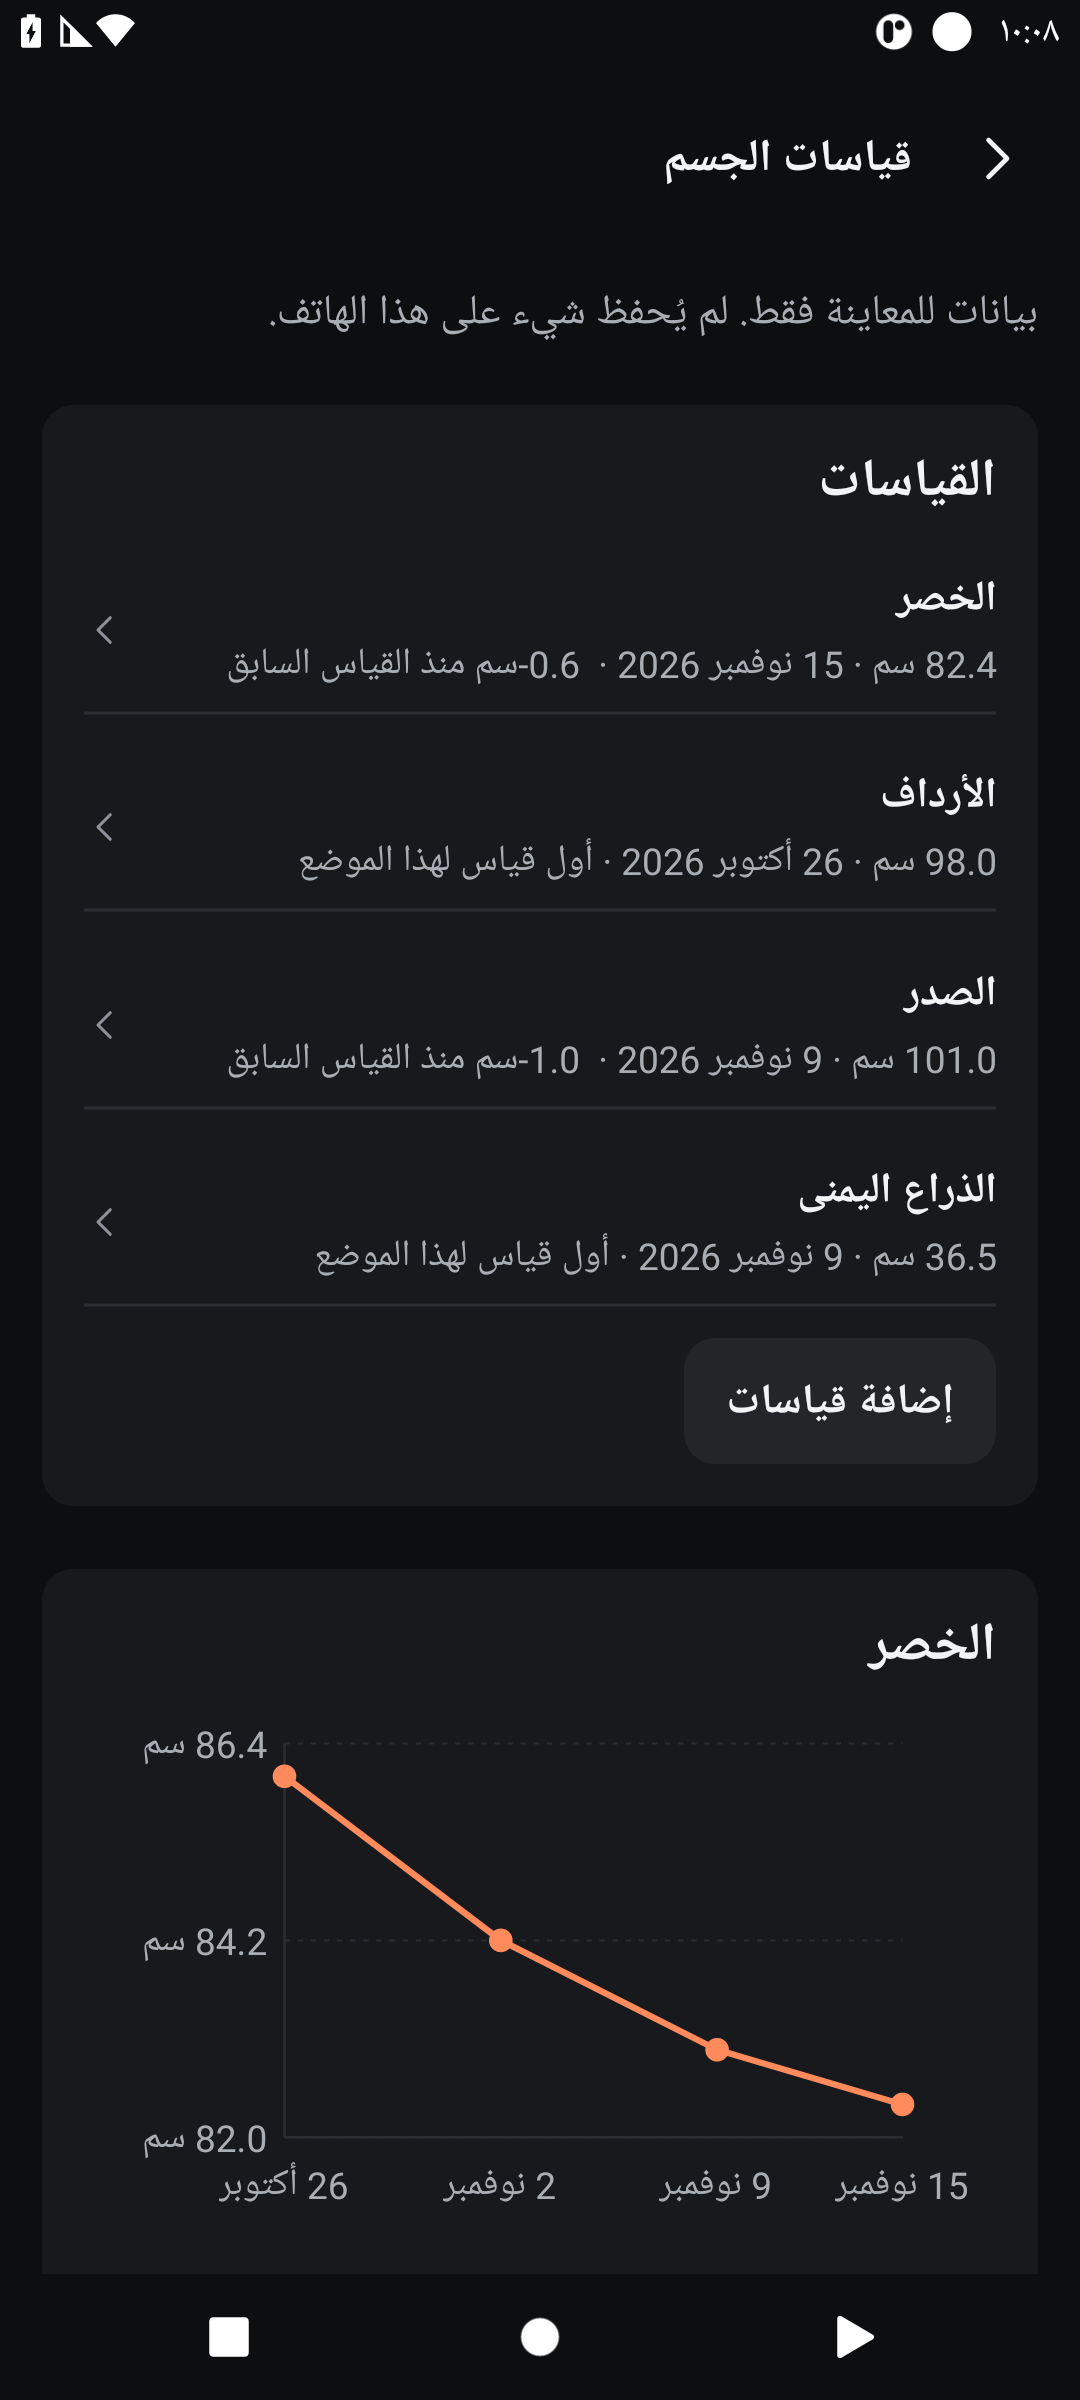 ١٠:٠٨
قياسات الجسم
بيانات للمعاينة فقط. لم يُحفظ شيء على هذا الهاتف.
القياسات
الخصر
82.4 سم · 15 نوفمبر 2026 · 0.6-سم منذ القياس السابق
الأرداف
98.0 سم · 26 أكتوبر 2026 · أول قياس لهذا الموضع
الصدر
101.0 سم · 9 نوفمبر 2026 · 1.0-سم منذ القياس السابق
الذراع اليمنى
36.5 سم · 9 نوفمبر 2026 · أول قياس لهذا الموضع
إضافة قياسات
الخصر
86.4 سم
84.2 سم
82.0 سم
26 أكتوبر
2 نوفمبر
9 نوفمبر
15 نوفمبر